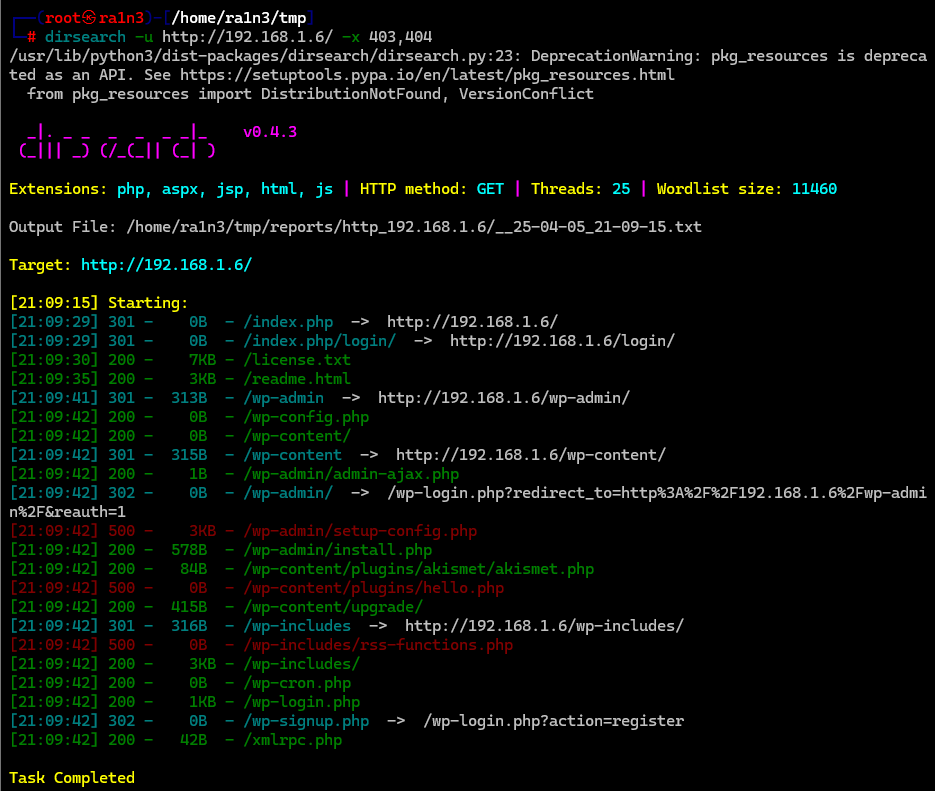 ┌──(root㉿ra1n3)-[/home/ra1n3/tmp]
└─# dirsearch -u http://192.168.1.6/ -x 403,404
/usr/lib/python3/dist-packages/dirsearch/dirsearch.py:23: DeprecationWarning: pkg_resources is depreca
ted as an API. See https://setuptools.pypa.io/en/latest/pkg_resources.html
  from pkg_resources import DistributionNotFound, VersionConflict

  _|. _ _  _  _  _ _|_    v0.4.3
 (_||| _) (/_(_|| (_| )

Extensions: php, aspx, jsp, html, js | HTTP method: GET | Threads: 25 | Wordlist size: 11460

Output File: /home/ra1n3/tmp/reports/http_192.168.1.6/__25-04-05_21-09-15.txt

Target: http://192.168.1.6/

[21:09:15] Starting:
[21:09:29] 301 -    0B  - /index.php  ->  http://192.168.1.6/
[21:09:29] 301 -    0B  - /index.php/login/  ->  http://192.168.1.6/login/
[21:09:30] 200 -    7KB - /license.txt
[21:09:35] 200 -    3KB - /readme.html
[21:09:41] 301 -  313B  - /wp-admin  ->  http://192.168.1.6/wp-admin/
[21:09:42] 200 -    0B  - /wp-config.php
[21:09:42] 200 -    0B  - /wp-content/
[21:09:42] 301 -  315B  - /wp-content  ->  http://192.168.1.6/wp-content/
[21:09:42] 200 -    1B  - /wp-admin/admin-ajax.php
[21:09:42] 302 -    0B  - /wp-admin/  ->  /wp-login.php?redirect_to=http%3A%2F%2F192.168.1.6%2Fwp-admi
n%2F&reauth=1
[21:09:42] 500 -    3KB - /wp-admin/setup-config.php
[21:09:42] 200 -  578B  - /wp-admin/install.php
[21:09:42] 200 -   84B  - /wp-content/plugins/akismet/akismet.php
[21:09:42] 500 -    0B  - /wp-content/plugins/hello.php
[21:09:42] 200 -  415B  - /wp-content/upgrade/
[21:09:42] 301 -  316B  - /wp-includes  ->  http://192.168.1.6/wp-includes/
[21:09:42] 500 -    0B  - /wp-includes/rss-functions.php
[21:09:42] 200 -    3KB - /wp-includes/
[21:09:42] 200 -    0B  - /wp-cron.php
[21:09:42] 200 -    1KB - /wp-login.php
[21:09:42] 302 -    0B  - /wp-signup.php  ->  /wp-login.php?action=register
[21:09:42] 200 -   42B  - /xmlrpc.php

Task Completed